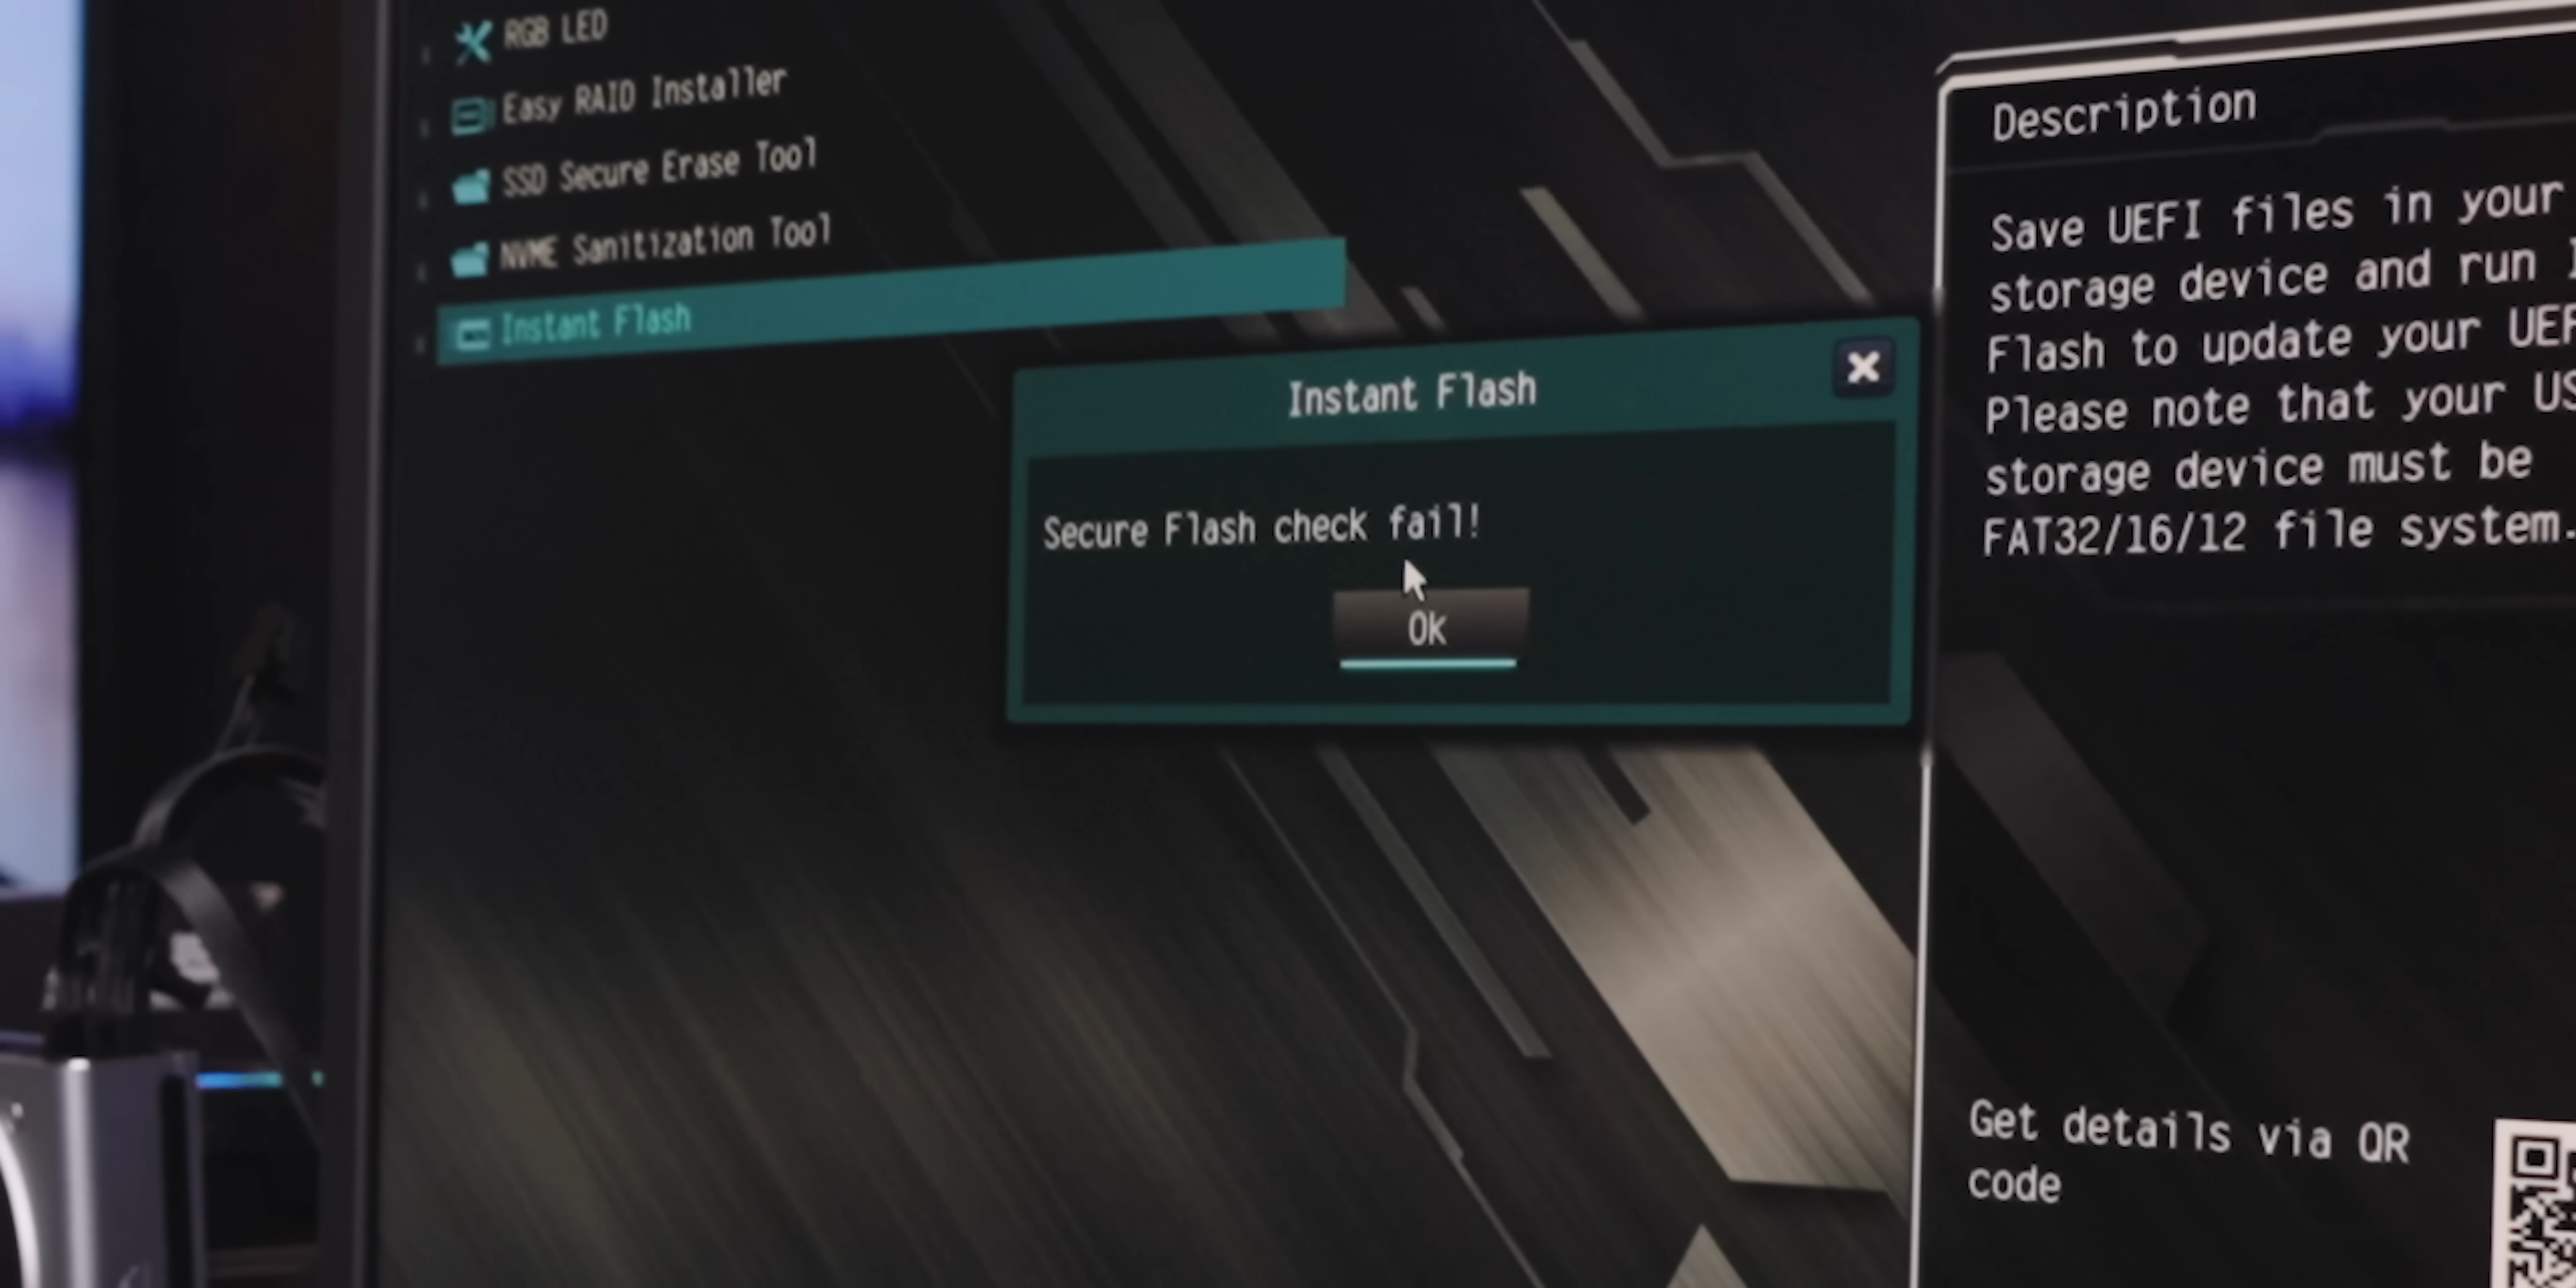 RGB LED
Easy RAID Installer
SSD Secure Erase Tool
NVME Sanitization Tool
Instant Flash
Instant Flash
Secure Flash check fail!
Ok
Description
Save UEFI files in your
storage device and run
Flash to update your
Please note that your
storage device must be
FAT32/16/12 file system.
Get details via QR
code